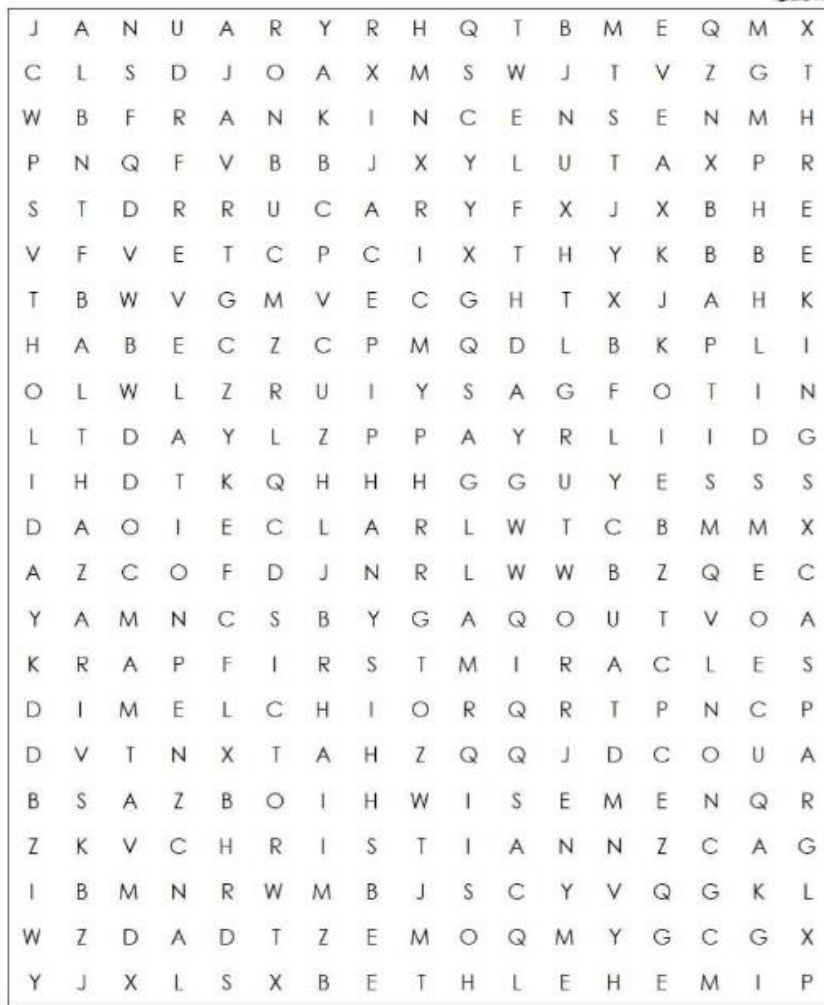 J A N U A R Y R H Q T B M E Q M X
C L S D J O A X M S W J T V Z G T
W B F R A N K I N C E N S E N M H
P N Q F V B B J X Y L U T A X P R
S T D R R U C A R Y F X J X B H E
V F V E T C P C I X T H Y K B B E
T B W V G M V E C G H T X J A H K
H A B E C Z C P M Q D L B K P L I
O L W L Z R U I Y S A G F O T I N
L T D A Y L Z P P A Y R L I I D G
I H D T K Q H H H G G U Y E S S S
D A O I E C L A R L W T C B M M X
A Z C O F D J N R L W W B Z Q E C
Y A M N C S B Y G A Q O U T V O A
K R A P F I R S T M I R A C L E S
D I M E L C H I O R Q R T P N C P
D V T N X T A H Z Q Q J D C O U A
B S A Z B O I H W I S E M E N Q R
Z K V C H R I S T I A N N Z C A G
I B M N R W M B J S C Y V Q G K L
W Z D A D T Z E M O Q M Y G C G X
Y J X L S X B E T H L E H E M I P